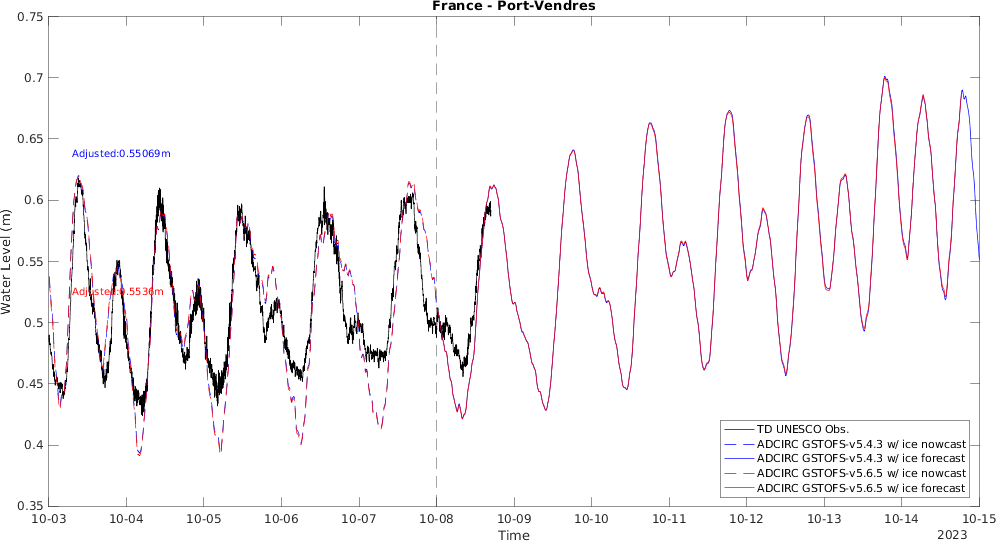 France - Port-Vendres
0.75
0.7
0.65
0.6
0.55
0.5
0.45
0.4
0.35
Water Level (m)
Adjusted:0.55069m
Adjusted:0.5536m
TD UNESCO Obs.
ADCIRC GSTOFS-v5.4.3 w/ ice nowcast
ADCIRC GSTOFS-v5.4.3 w/ ice forecast
ADCIRC GSTOFS-v5.6.5 w/ ice nowcast
ADCIRC GSTOFS-v5.6.5 w/ ice forecast
10-03 10-04 10-05 10-06 10-07 10-08 10-09 10-10 10-11 10-12 10-13 10-14 10-15
Time
2023